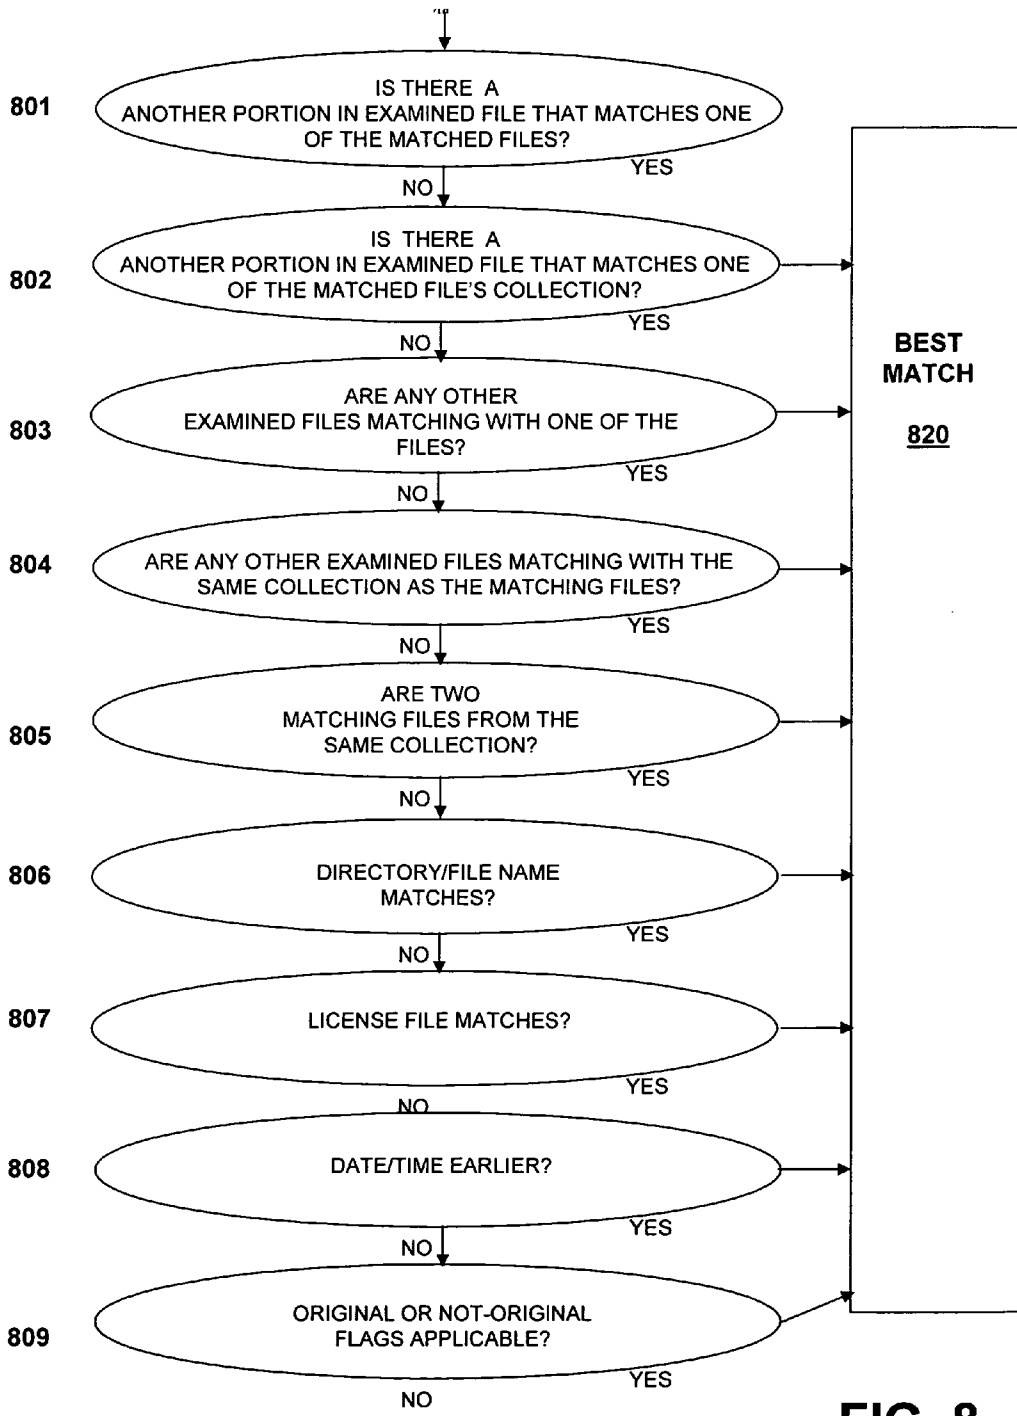 801
IS THERE A
ANOTHER PORTION IN EXAMINED FILE THAT MATCHES ONE
OF THE MATCHED FILES?
YES
NO
802
IS THERE A
ANOTHER PORTION IN EXAMINED FILE THAT MATCHES ONE
OF THE MATCHED FILE'S COLLECTION?
YES
NO
BEST
MATCH
820
803
ARE ANY OTHER
EXAMINED FILES MATCHING WITH ONE OF THE
FILES?
YES
NO
804
ARE ANY OTHER EXAMINED FILES MATCHING WITH THE
SAME COLLECTION AS THE MATCHING FILES?
YES
NO
805
ARE TWO
MATCHING FILES FROM THE
SAME COLLECTION?
YES
NO
806
DIRECTORY/FILE NAME
MATCHES?
YES
NO
807
LICENSE FILE MATCHES?
YES
NO
808
DATE/TIME EARLIER?
YES
NO
809
ORIGINAL OR NOT-ORIGINAL
FLAGS APPLICABLE?
YES
NO
FIG. 8